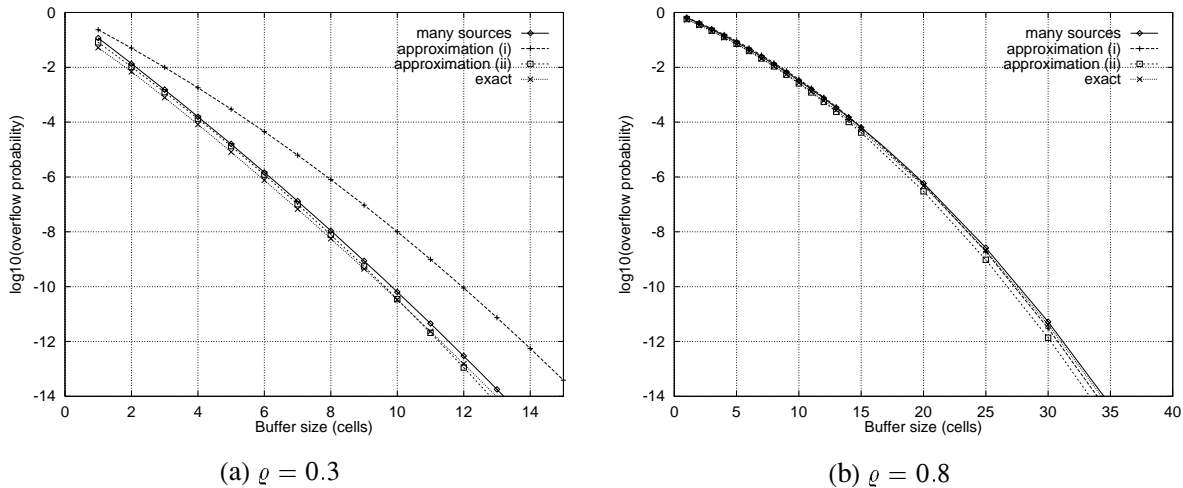 0
-2
-4
-6
-8
-10
-12
-14
log10(overflow probability)
many sources
approximation (i)
approximation (ii)
exact
0 2 4 6 8 10 12 14
Buffer size (cells)
(a) ϱ = 0.3
0
-2
-4
-6
-8
-10
-12
-14
log10(overflow probability)
many sources
approximation (i)
approximation (ii)
exact
0 5 10 15 20 25 30 35 40
Buffer size (cells)
(b) ϱ = 0.8